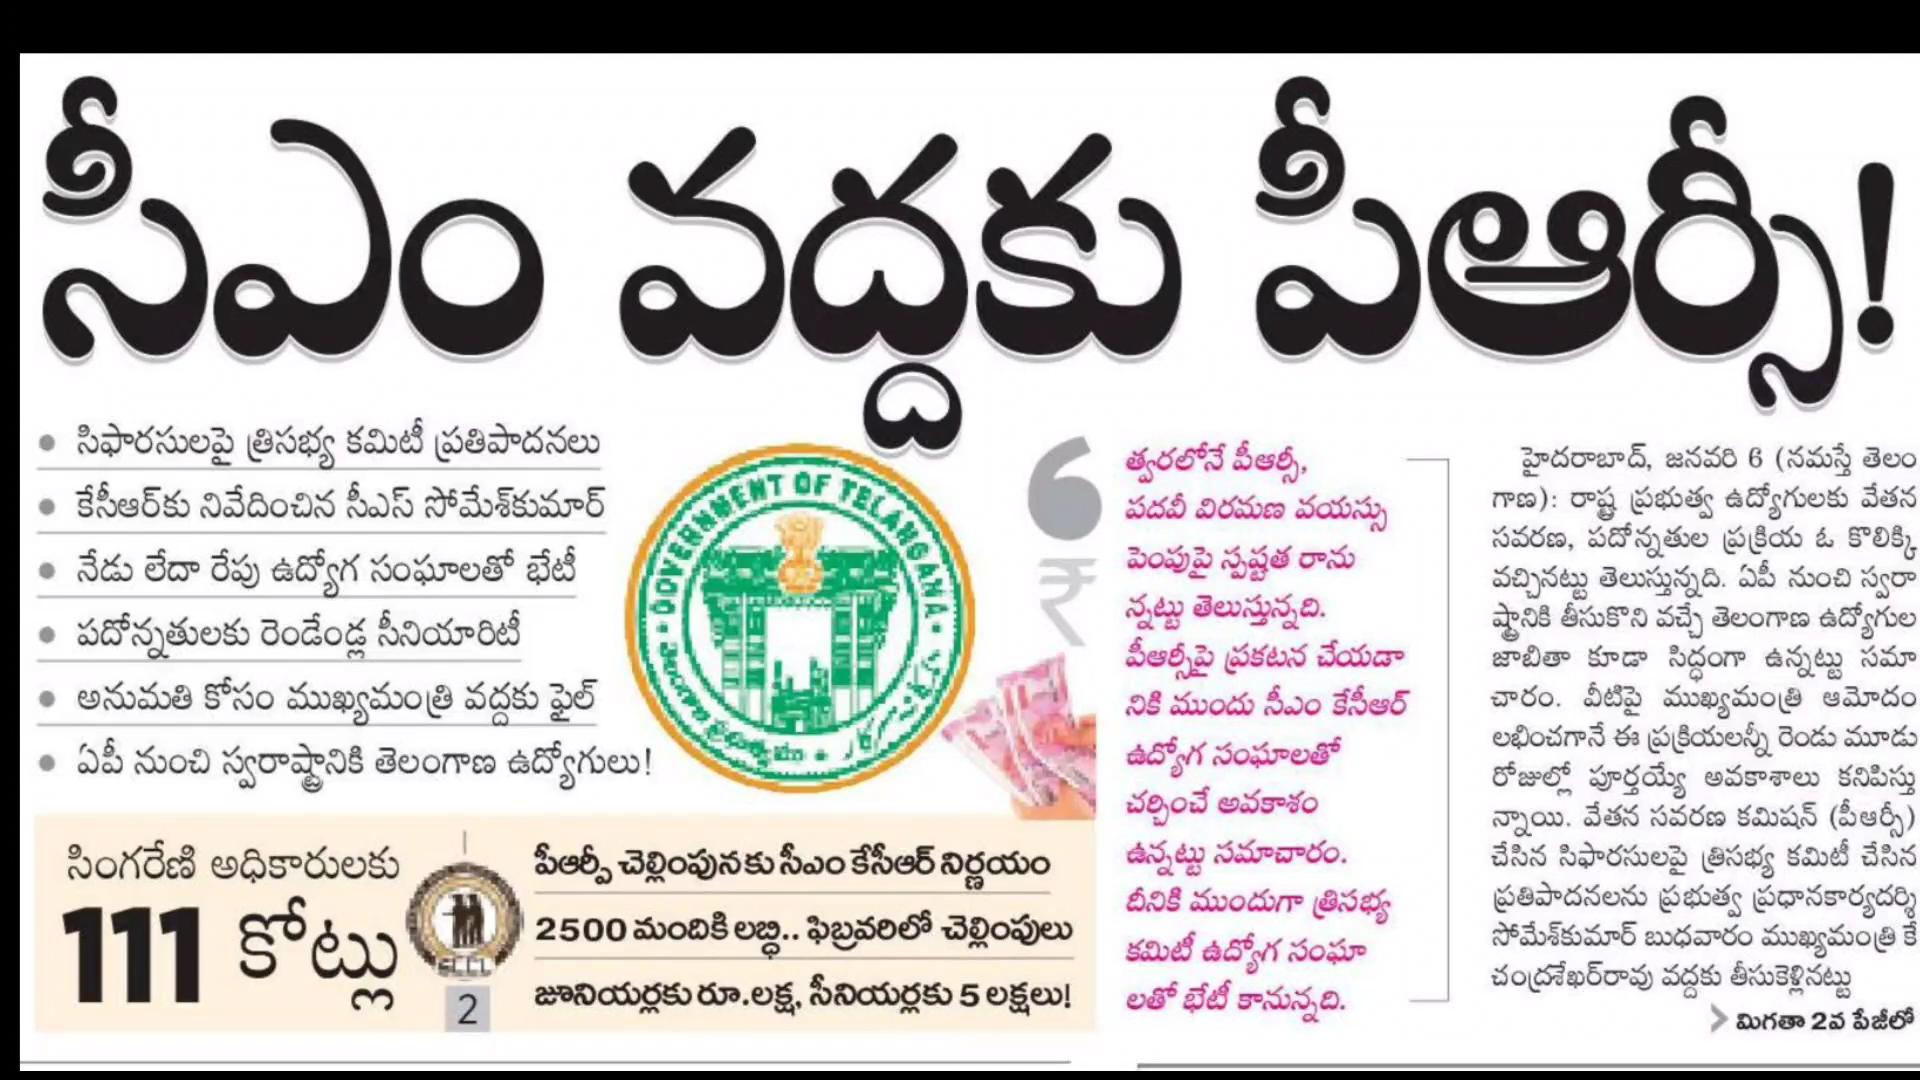 సీఎం వద్దకు పీఆర్సీ!
• సిఫారసులపై త్రిసభ్య కమిటీ ప్రతిపాదనలు
• కేసీఆర్‌కు నివేదించిన సీఎస్ సోమేశ్‌కుమార్
• నేడు లేదా రేపు ఉద్యోగ సంఘాలతో భేటీ
• పదోన్నతులకు రెండేండ్ల సీనియారిటీ
• అనుమతి కోసం ముఖ్యమంత్రి వద్దకు ఫైల్
• ఏపీ నుంచి స్వరాష్ట్రానికి తెలంగాణ ఉద్యోగులు!
GOVERNMENT OF TELANGANA
సింగరేణి అధికారులకు
111 కోట్లు
2
పీఆర్పీ చెల్లింపునకు సీఎం కేసీఆర్ నిర్ణయం
2500 మందికి లబ్ధి.. ఫిబ్రవరిలో చెల్లింపులు
జూనియర్లకు రూ.లక్ష, సీనియర్లకు 5 లక్షలు!
₹
త్వరలోనే పీఆర్సీ,
పదవీ విరమణ వయస్సు
పెంపుపై స్పష్టత రాను
న్నట్టు తెలుస్తున్నది.
పీఆర్సీపై ప్రకటన చేయడా
నికి ముందు సీఎం కేసీఆర్
ఉద్యోగ సంఘాలతో
చర్చించే అవకాశం
ఉన్నట్టు సమాచారం.
దీనికి ముందుగా త్రిసభ్య
కమిటీ ఉద్యోగ సంఘా
లతో భేటీ కానున్నది.
హైదరాబాద్, జనవరి 6 (నమస్తే తెలం
గాణ): రాష్ట్ర ప్రభుత్వ ఉద్యోగులకు వేతన
సవరణ, పదోన్నతుల ప్రక్రియ ఓ కొలిక్కి
వచ్చినట్టు తెలుస్తున్నది. ఏపీ నుంచి స్వరా
ష్ట్రానికి తీసుకొని వచ్చే తెలంగాణ ఉద్యోగుల
జాబితా కూడా సిద్ధంగా ఉన్నట్టు సమా
చారం. వీటిపై ముఖ్యమంత్రి ఆమోదం
లభించగానే ఈ ప్రక్రియలన్నీ రెండు మూడు
రోజుల్లో పూర్తయ్యే అవకాశాలు కనిపిస్తు
న్నాయి. వేతన సవరణ కమిషన్ (పీఆర్సీ)
చేసిన సిఫారసులపై త్రిసభ్య కమిటీ చేసిన
ప్రతిపాదనలను ప్రభుత్వ ప్రధానకార్యదర్శి
సోమేశ్‌కుమార్ బుధవారం ముఖ్యమంత్రి కే
చంద్రశేఖర్‌రావు వద్దకు తీసుకెళ్లినట్టు
మిగతా 2వ పేజీలో